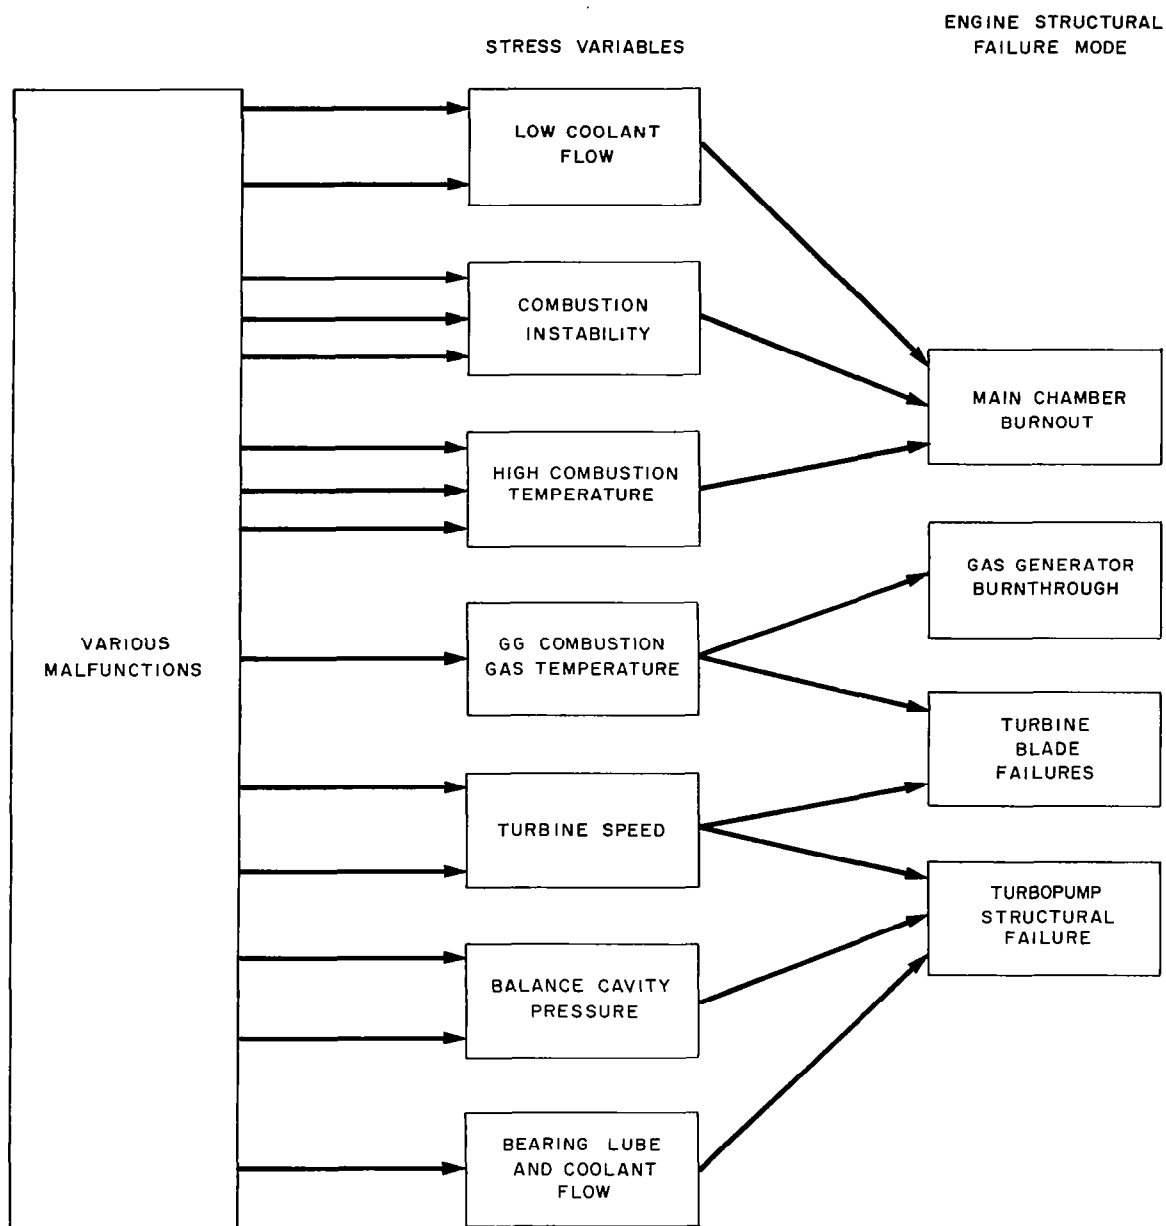 ENGINE STRUCTURAL
FAILURE MODE
STRESS VARIABLES
LOW COOLANT
FLOW
COMBUSTION
INSTABILITY
HIGH COMBUSTION
TEMPERATURE
GG COMBUSTION
GAS TEMPERATURE
TURBINE SPEED
BALANCE CAVITY
PRESSURE
BEARING LUBE
AND COOLANT
FLOW
VARIOUS
MALFUNCTIONS
MAIN CHAMBER
BURNOUT
GAS GENERATOR
BURNTHROUGH
TURBINE
BLADE
FAILURES
TURBOPUMP
STRUCTURAL
FAILURE